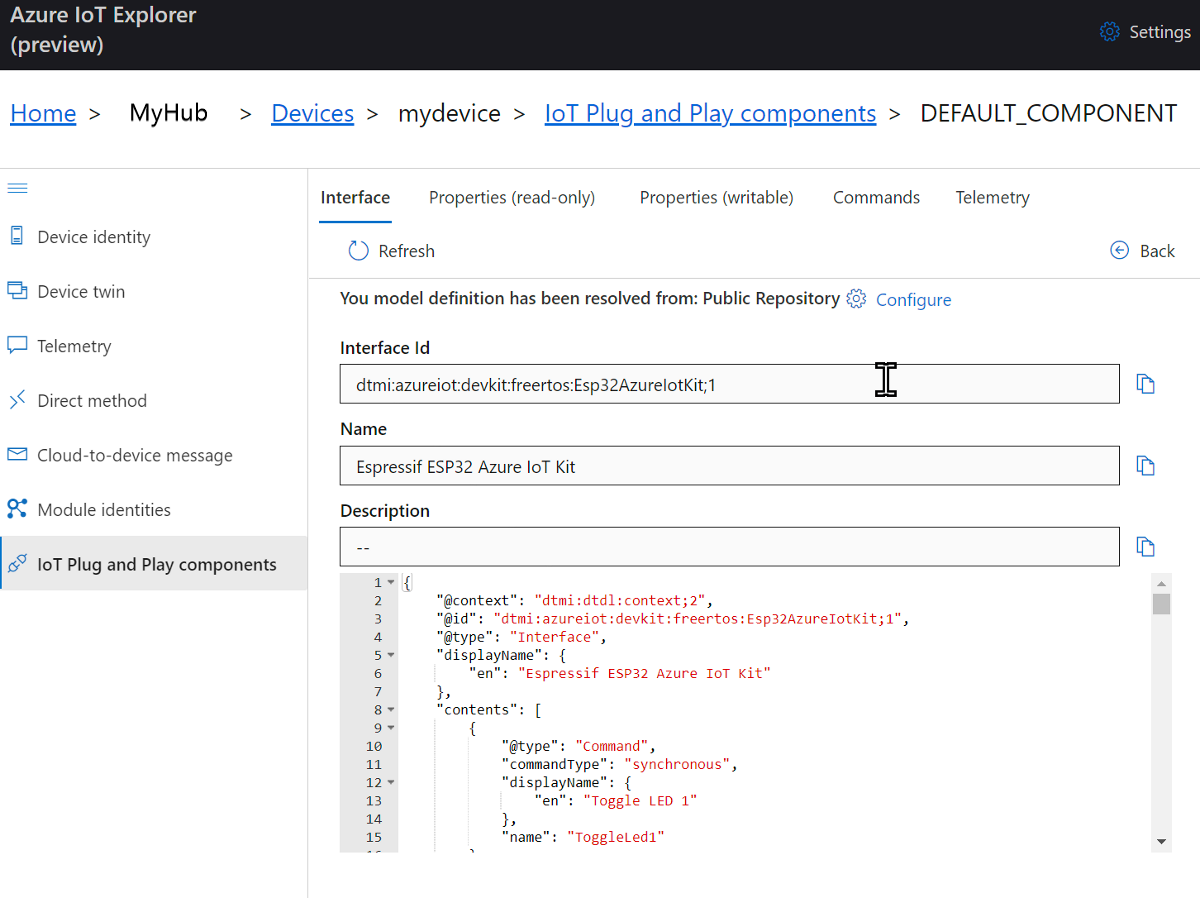 Azure IoT Explorer
(preview)
Settings
Home > MyHub > Devices > mydevice > IoT Plug and Play components > DEFAULT_COMPONENT
Interface Properties (read-only) Properties (writable) Commands Telemetry
Device identity
Device twin
Telemetry
Direct method
Cloud-to-device message
Module identities
IoT Plug and Play components
Refresh Back
You model definition has been resolved from: Public Repository Configure
Interface Id
dtmi:azureiot:devkit:freertos:Esp32AzureIotKit;1
Name
Espressif ESP32 Azure IoT Kit
Description
--
1 {
2 "@context": "dtmi:dtdl:context;2",
3 "@id": "dtmi:azureiot:devkit:freertos:Esp32AzureIotKit;1",
4 "@type": "Interface",
5 "displayName": {
6 "en": "Espressif ESP32 Azure IoT Kit"
7 },
8 "contents": [
9 {
10 "@type": "Command",
11 "commandType": "synchronous",
12 "displayName": {
13 "en": "Toggle LED 1"
14 },
15 "name": "ToggleLed1"